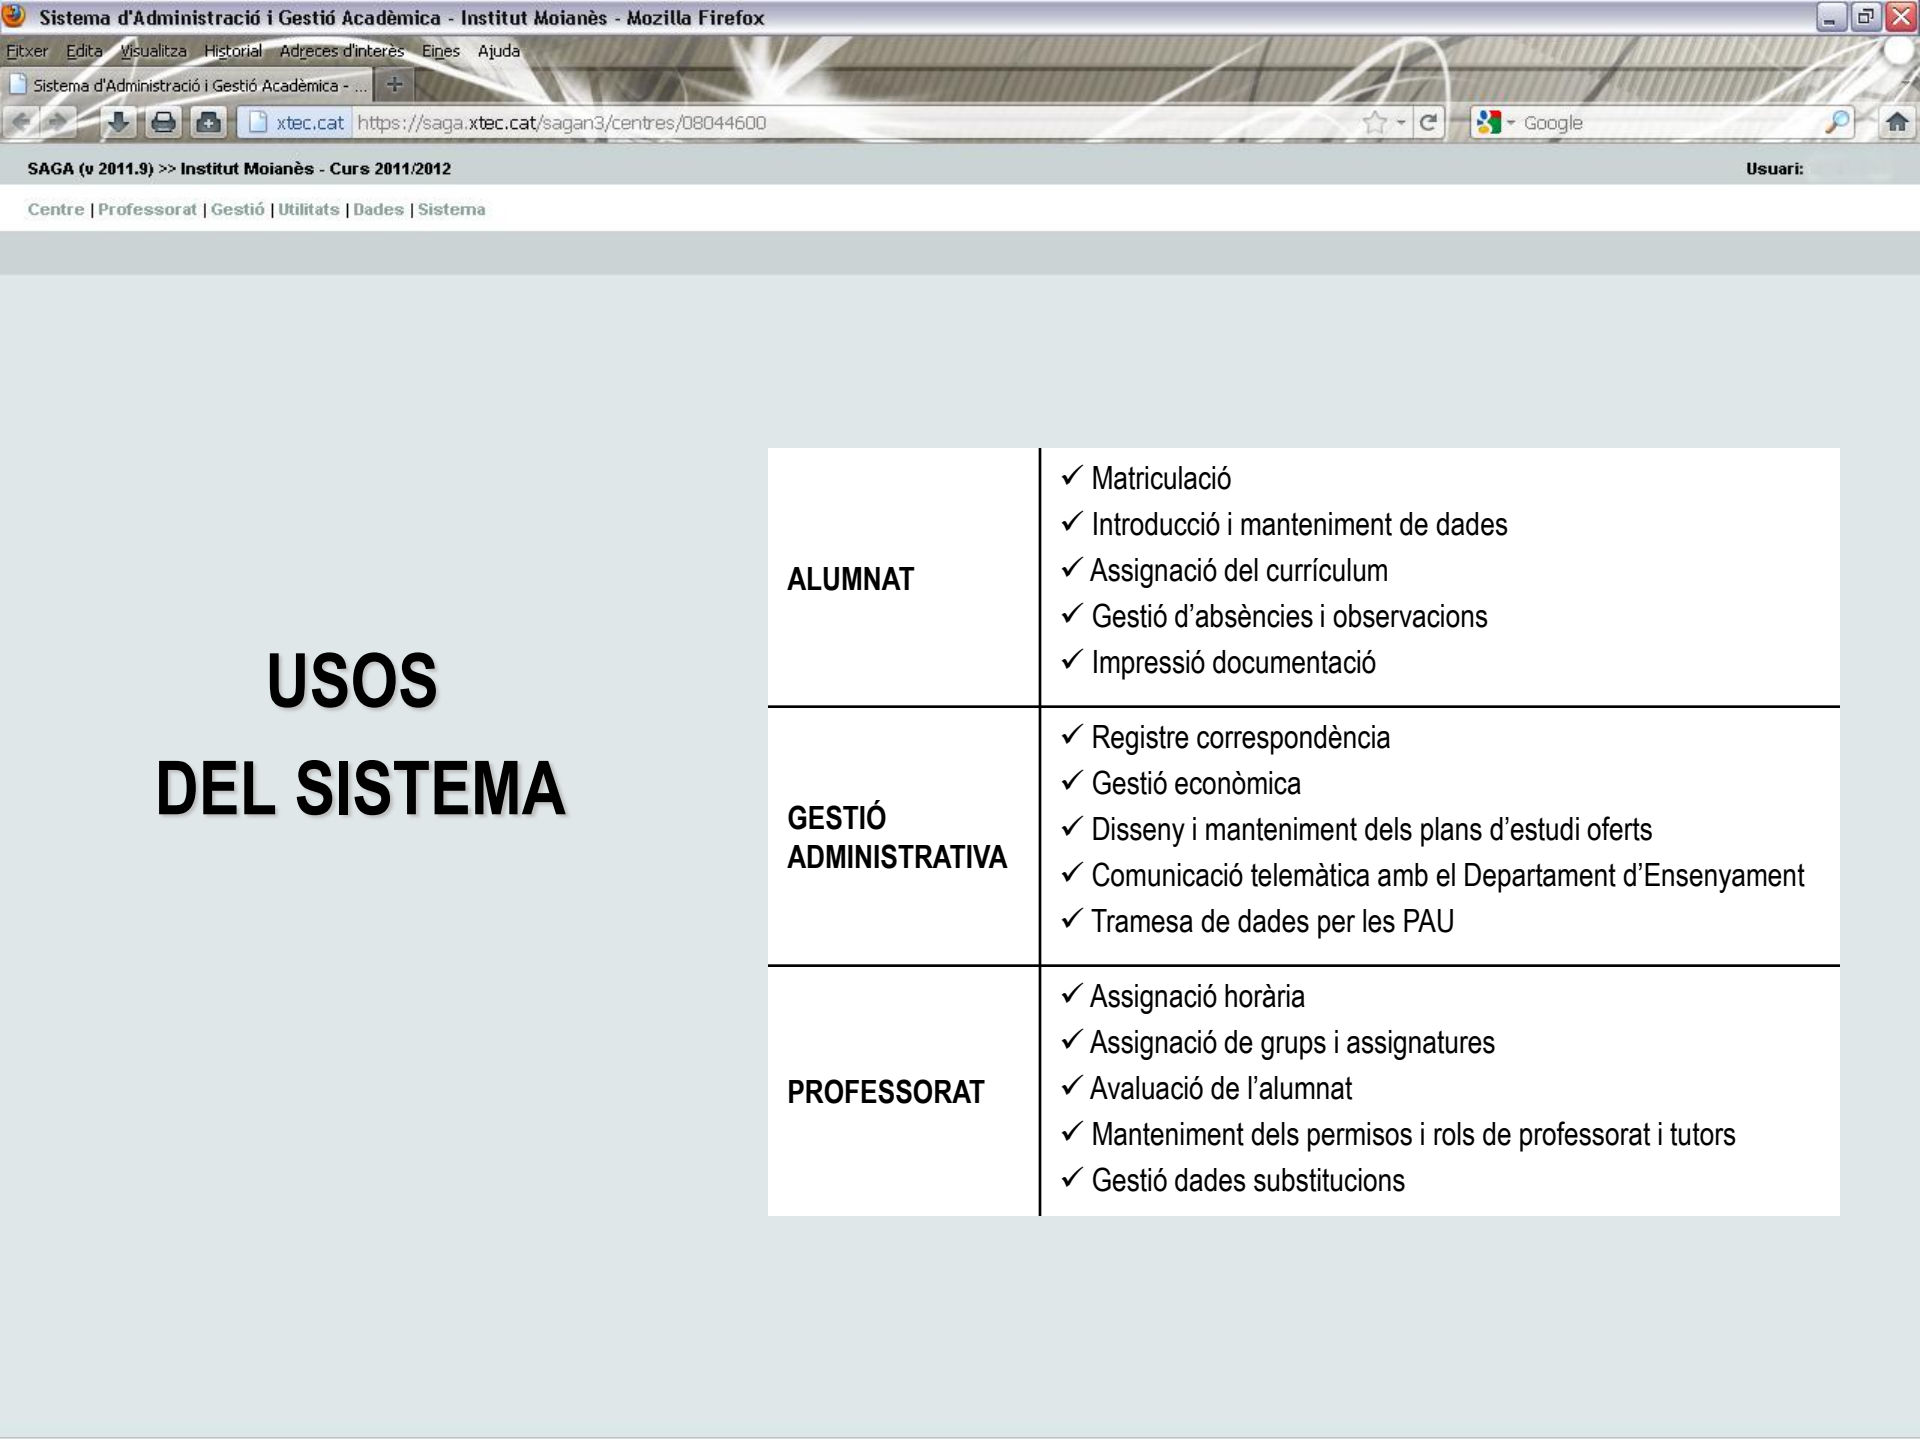 Sistema d'Administració i Gestió Acadèmica - Institut Moianès - Mozilla Firefox
Fitxer Edita Visualitza Historial Adreces d'interès Eines Ajuda
Sistema d'Administració i Gestió Acadèmica - ...
xtec.cat https://saga.xtec.cat/sagan3/centres/08044600 Google
SAGA (v 2011.9) >> Institut Moianès - Curs 2011/2012 Usuari:
Centre | Professorat | Gestió | Utilitats | Dades | Sistema
USOS
DEL SISTEMA
ALUMNAT
✓ Matriculació
✓ Introducció i manteniment de dades
✓ Assignació del currículum
✓ Gestió d’absències i observacions
✓ Impressió documentació
GESTIÓ
ADMINISTRATIVA
✓ Registre correspondència
✓ Gestió econòmica
✓ Disseny i manteniment dels plans d’estudi oferts
✓ Comunicació telemàtica amb el Departament d’Ensenyament
✓ Tramesa de dades per les PAU
PROFESSORAT
✓ Assignació horària
✓ Assignació de grups i assignatures
✓ Avaluació de l’alumnat
✓ Manteniment dels permisos i rols de professorat i tutors
✓ Gestió dades substitucions